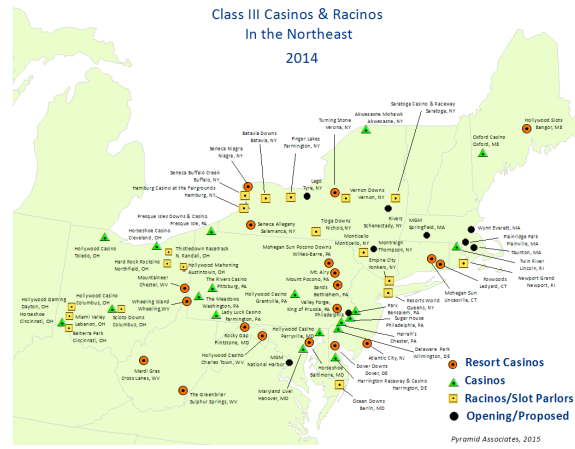 Class III Casinos & Racinos
In the Northeast
2014
Saratoga Casino & Raceway
Saratoga, NY
Akwesasne Mohawk
Akwesasne, NY
Turning Stone
Verona, NY
Hollywood Slots
Bangor, ME
Oxford Casino
Oxford, ME
Batavia Downs
Batavia, NY
Finger Lakes
Farmington, NY
Seneca Niagra
Niagra, NY
Seneca Buffalo Creek
Buffalo, NY
Hamburg Casino at the Fairgrounds
Hamburg, NY
Lago
Tyre, NY
Vernon Downs
Vernon, NY
Presque Isles Downs & Casino
Presque Isle, PA
Seneca Allegany
Salamanca, NY
Tioga Downs
Nichols, NY
Rivers
Schenectady, NY
MGM
Springfield, MA
Wynn Everett, MA
Plainridge Park
Plainville, MA
Taunton, MA
Twin River
Lincoln, RI
Newport Grand
Newport, RI
Foxwoods
Ledyard, CT
Mohegan Sun
Uncasville, CT
Horseshoe Casino
Cleveland, OH
Hollywood Casino
Toledo, OH
Thistledown Racetrack
N. Randall, OH
Hard Rock Rocksino
Northfield, OH
Hollywood Mahoning
Austintown, OH
Mohegan Sun Pocono Downs
Wilkes-Barre, PA
Monticello
Monticello, NY
Montreign
Thompson, NY
Empire City
Yonkers, NY
Mountaineer
Chester, WV
The Rivers Casino
Pittsburg, PA
Mt. Airy
Mount Pocono, PA
Sands
Bethlehem, PA
Resorts World
Queens, NY
Hollywood Gaming
Dayton, OH
Hollywood Casino
Columbus, OH
Wheeling Island
Wheeling,WV
The Meadows
Washington, PA
Hollywood Casino
Grantville, PA
Valley Forge,
King of Prussia, PA
Philadelphia
Parx
Bensalem, PA
Sugar House
Philadelphia, PA
Harrah's
Chester, PA
Horseshoe
Cincinnati, OH
Miami Valley
Lebanon, OH
Scioto Downs
Columbus, OH
Belterra Park
Cincinnati, OH
Lady Luck Casino
Farmington, PA
Rocky Gap
Flintstone, MD
Hollywood Casino
Perryville, MD
Delaware Park
Wilmington, DE
Atlantic City, NJ
Hollywood Casino
Charles Town, WV
MGM
National Harbor
Horseshoe
Baltimore, MD
Dover Downs
Dover, DE
Harrington Raceway & Casino
Harrington, DE
Maryland Live!
Hanover, MD
Ocean Downs
Berlin, MD
Mardi Gras
Cross Lanes, WV
The Greenbrier
Sulphur Springs, WV
Resort Casinos
Casinos
Racinos/Slot Parlors
Opening/Proposed
Pyramid Associates, 2015